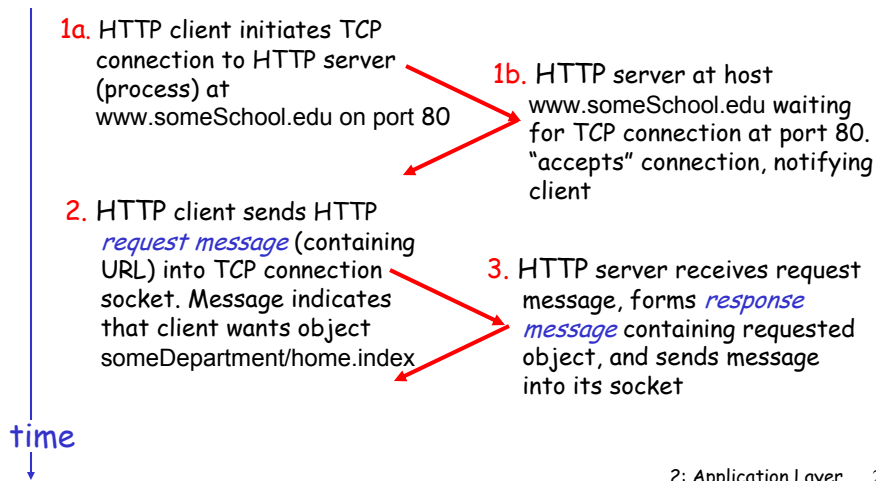 1a. HTTP client initiates TCP
connection to HTTP server
(process) at
www.someSchool.edu on port 80
1b. HTTP server at host
www.someSchool.edu waiting
for TCP connection at port 80.
“accepts” connection, notifying
client
2. HTTP client sends HTTP
request message (containing
URL) into TCP connection
socket. Message indicates
that client wants object
someDepartment/home.index
3. HTTP server receives request
message, forms response
message containing requested
object, and sends message
into its socket
time
2: Application Layer